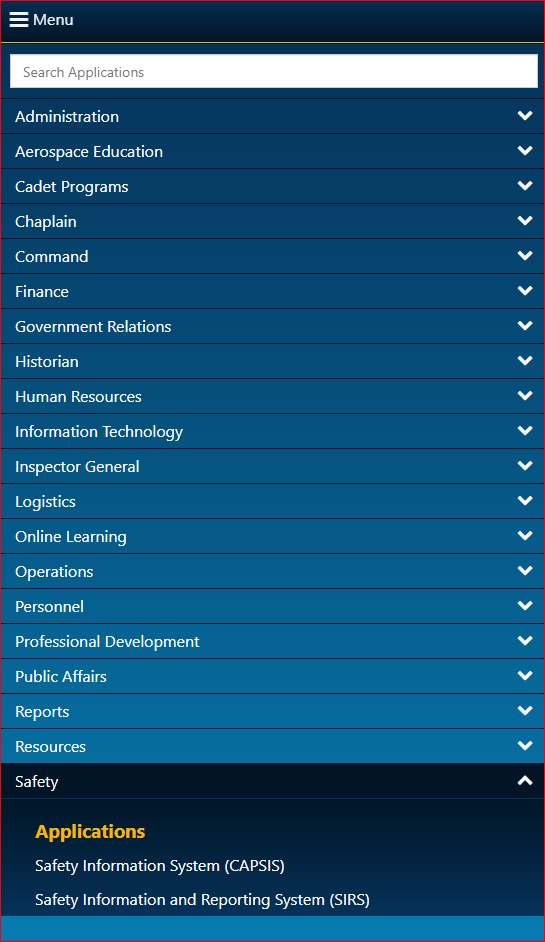 Menu
Search Applications
Administration
Aerospace Education
Cadet Programs
Chaplain
Command
Finance
Government Relations
Historian
Human Resources
Information Technology
Inspector General
Logistics
Online Learning
Operations
Personnel
Professional Development
Public Affairs
Reports
Resources
Safety
Applications
Safety Information System (CAPSIS)
Safety Information and Reporting System (SIRS)